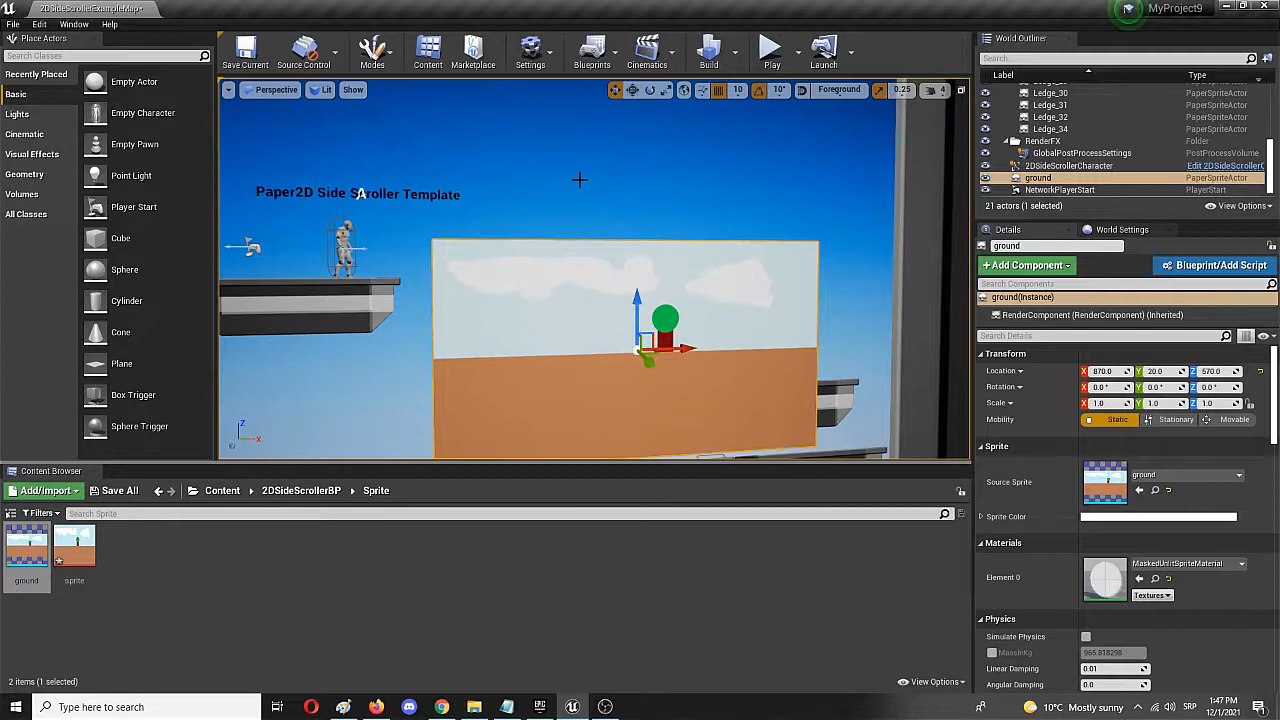 2DSideScrollerExampleMap*
MyProject9
File Edit Window Help
Place Actors
Search Classes
Recently Placed
Basic
Lights
Cinematic
Visual Effects
Geometry
Volumes
All Classes
Empty Actor
Empty Character
Empty Pawn
Point Light
Player Start
Cube
Sphere
Cylinder
Cone
Plane
Box Trigger
Sphere Trigger
Save Current
Source Control
Modes
Content
Marketplace
Settings
Blueprints
Cinematics
Build
Play
Launch
Perspective Lit Show
10 10° Foreground 0.25 4
Paper2D Side Scroller Template
World Outliner
Search...
Label Type
Ledge_30 PaperSpriteActor
Ledge_31 PaperSpriteActor
Ledge_32 PaperSpriteActor
Ledge_34 PaperSpriteActor
RenderFX Folder
GlobalPostProcessSettings PostProcessVolume
2DSideScrollerCharacter Edit 2DSideScrollerC
ground PaperSpriteActor
NetworkPlayerStart PlayerStart
21 actors (1 selected) View Options
Details World Settings
ground
+Add Component Blueprint/Add Script
Search Components
ground(Instance)
RenderComponent (RenderComponent) (Inherited)
Search Details
Transform
Location X 870.0 Y 20.0 Z 570.0
Rotation X 0.0° Y 0.0° Z 0.0°
Scale X 1.0 Y 1.0 Z 1.0
Mobility Static Stationary Movable
Sprite
Source Sprite ground
Sprite Color
Materials
Element 0 MaskedUnlitSpriteMaterial
Textures
Physics
Simulate Physics
MassInKg 965.818298
Linear Damping 0.01
Angular Damping 0.0
Content Browser
Add/Import Save All Content 2DSideScrollerBP Sprite
Filters Search Sprite
ground sprite
2 items (1 selected) View Options
Type here to search
10°C Mostly sunny SRP 1:47 PM
12/1/2021